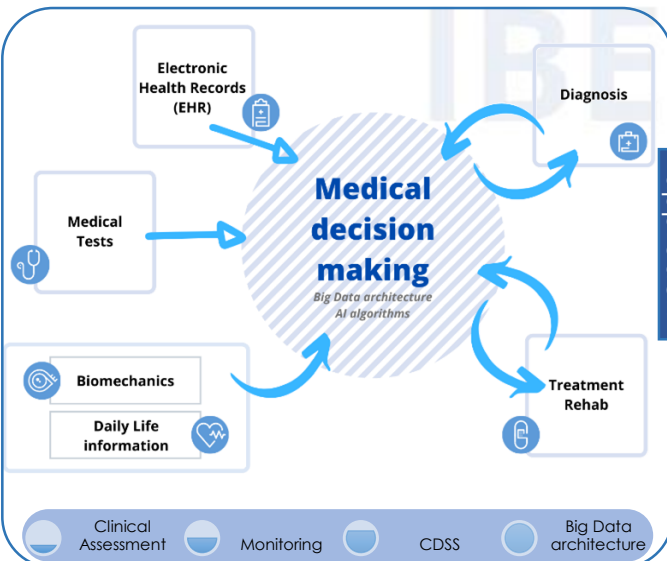 IBE
Electronic
Health Records
(EHR)
Diagnosis
Medical
Tests
Medical
decision
making
Big Data architecture
AI algorithms
Biomechanics
Daily Life
information
Treatment
Rehab
Clinical
Assessment
Monitoring
CDSS
Big Data
architecture